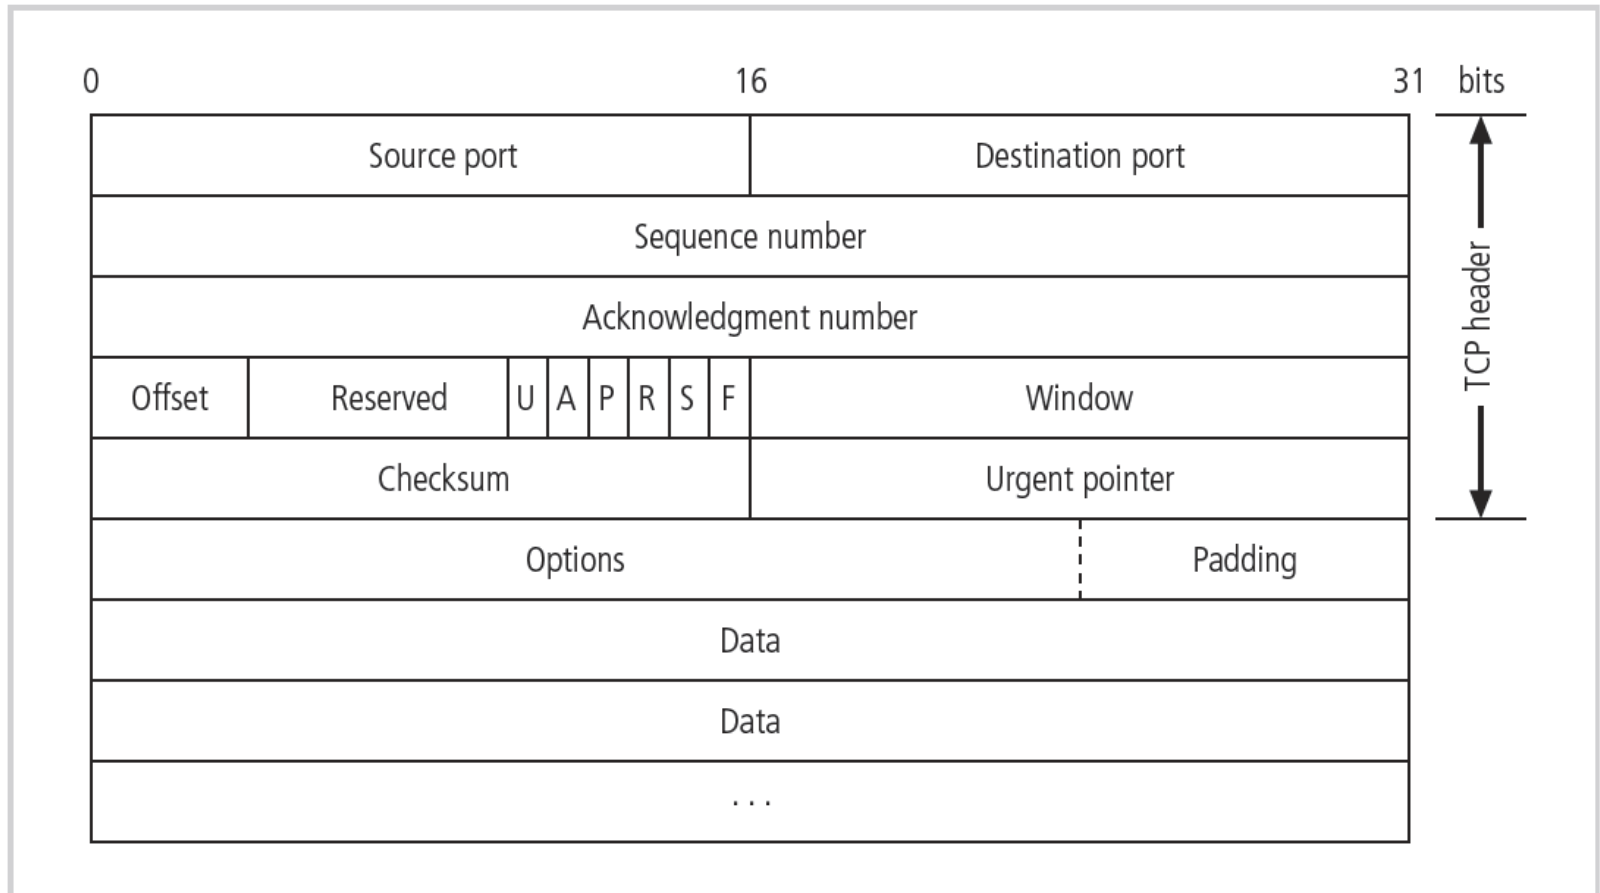 0 16 31 bits
Source port Destination port
Sequence number
Acknowledgment number
Offset Reserved U A P R S F Window
Checksum Urgent pointer
Options Padding
Data
Data
. . .
TCP header